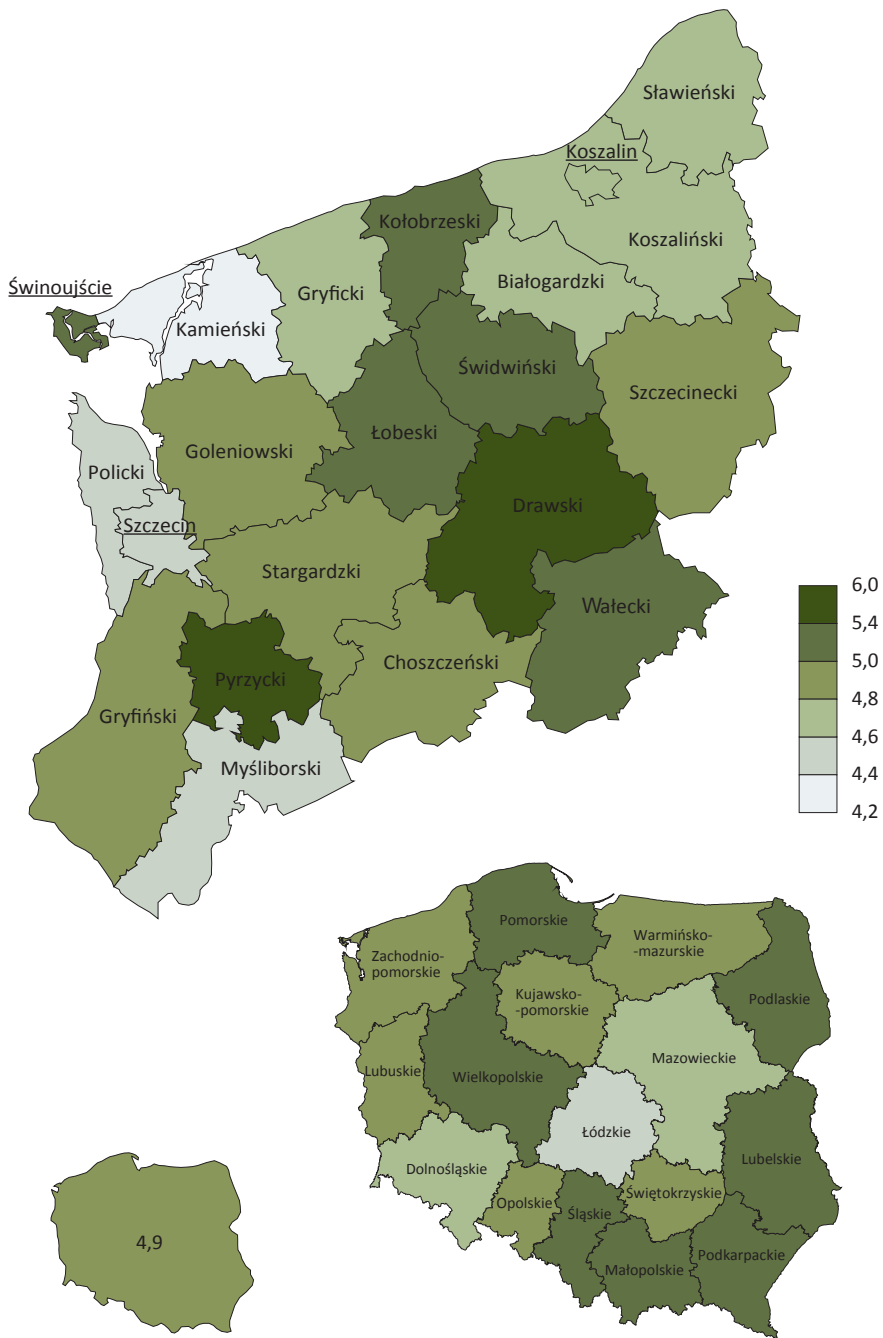 Sławieński
Koszalin
Kołobrzeski
Koszaliński
Białogardzki
Świnoujście
Gryficki
Kamieński
Świdwiński
Szczecinecki
Łobeski
Goleniowski
Policki
Drawski
Szczecin
Stargardzki
Wałecki
Choszczeński
Pyrzycki
Gryfiński
Myśliborski
6,0
5,4
5,0
4,8
4,6
4,4
4,2
Pomorskie
Warmińsko-
-mazurskie
Zachodnio-
pomorskie
Kujawsko-
-pomorskie
Podlaskie
Mazowieckie
Lubuskie
Wielkopolskie
Łódzkie
Lubelskie
Dolnośląskie
Świętokrzyskie
Opolskie
Śląskie
Podkarpackie
Małopolskie
4,9